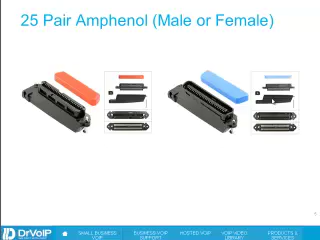 25 Pair Amphenol (Male or Female)
DrVoIP
SMALL BUSINESS VOIP
BUSINESS VOIP SUPPORT
HOSTED VOIP
VOIP VIDEO LIBRARY
PRODUCTS & SERVICES